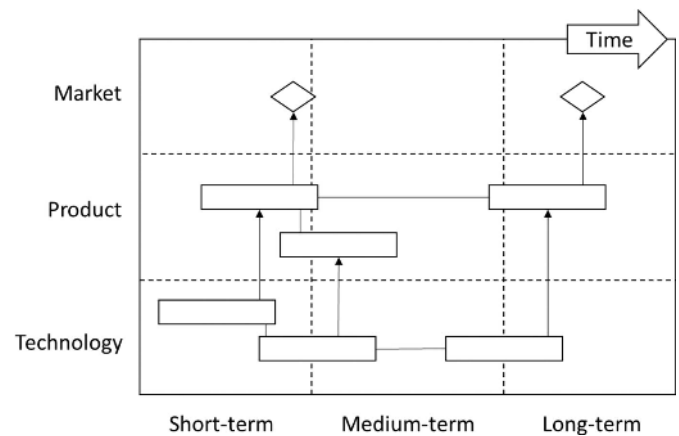 Time
Market
Product
Technology
Short-term
Medium-term
Long-term